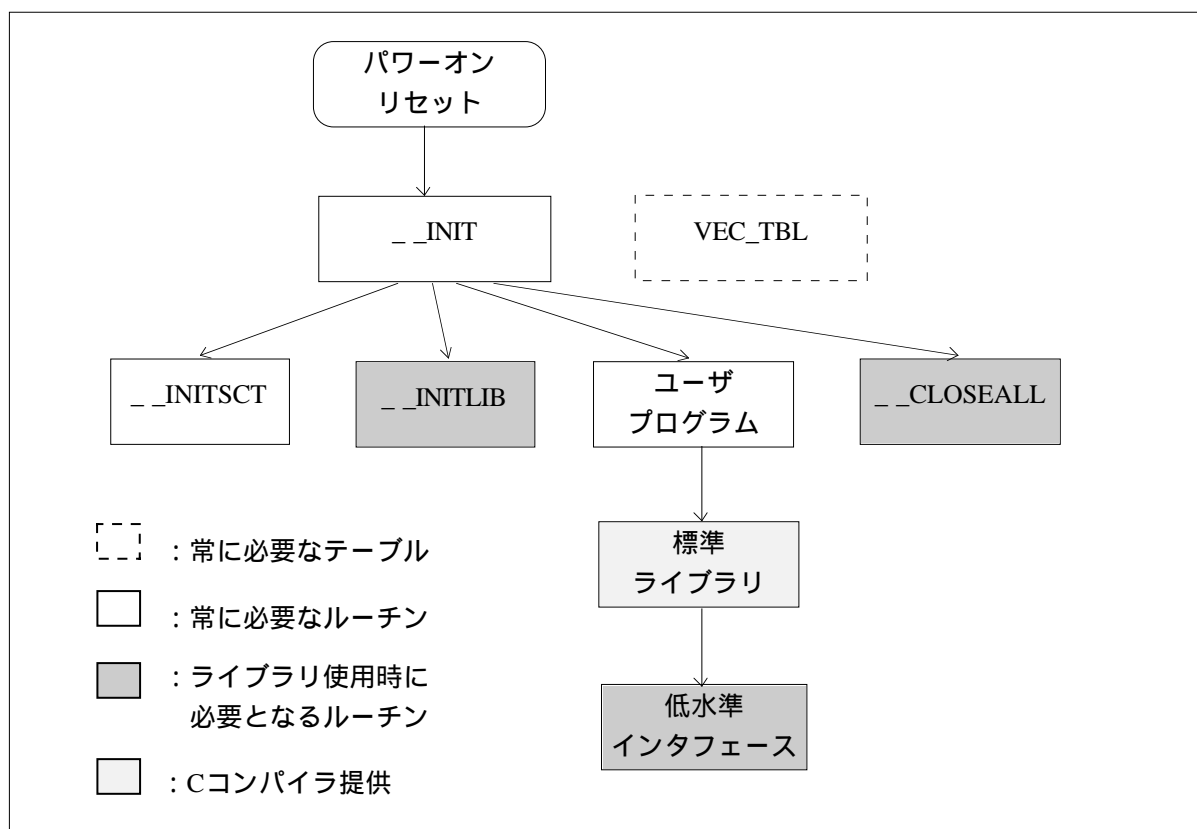 パワーオン
リセット
_ _INIT
VEC_TBL
_ _INITSCT
_ _INITLIB
ユーザ
プログラム
_ _CLOSEALL
標準
ライブラリ
低水準
インタフェース
：常に必要なテーブル
：常に必要なルーチン
：ライブラリ使用時に
必要となるルーチン
：Cコンパイラ提供